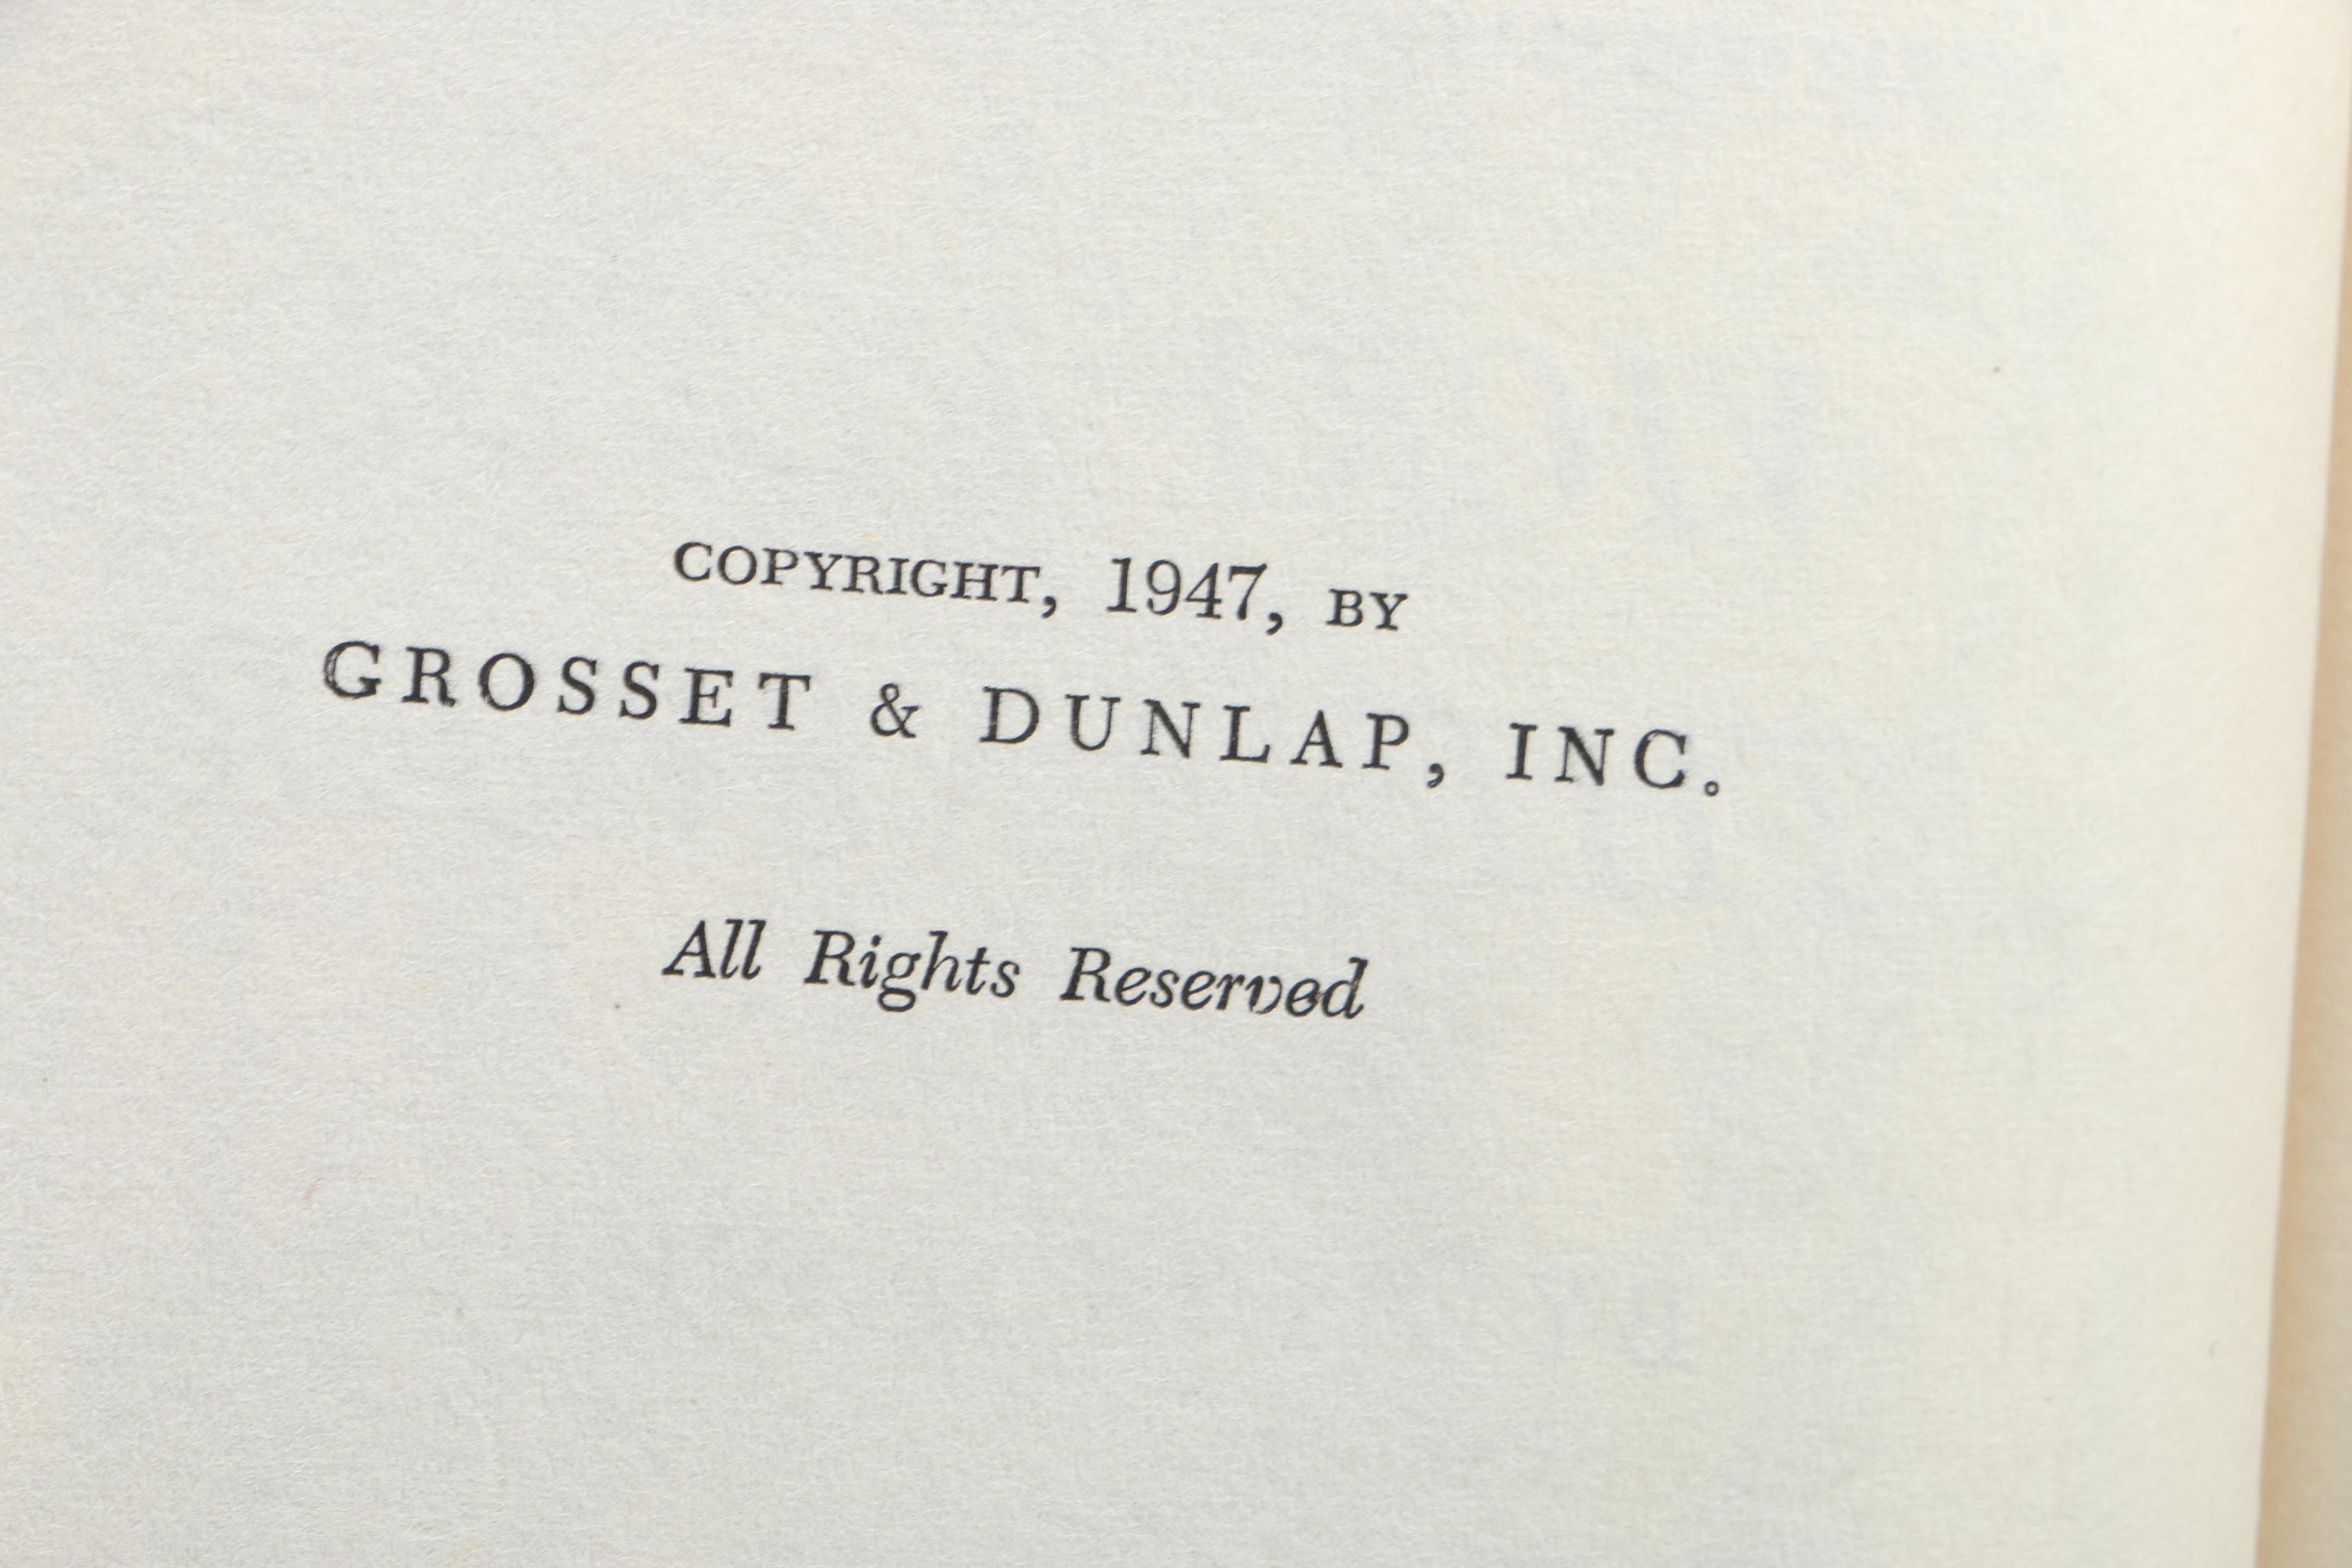 COPYRIGHT, 1947, BY
GROSSET & DUNLAP, INC.
All Rights Reserved